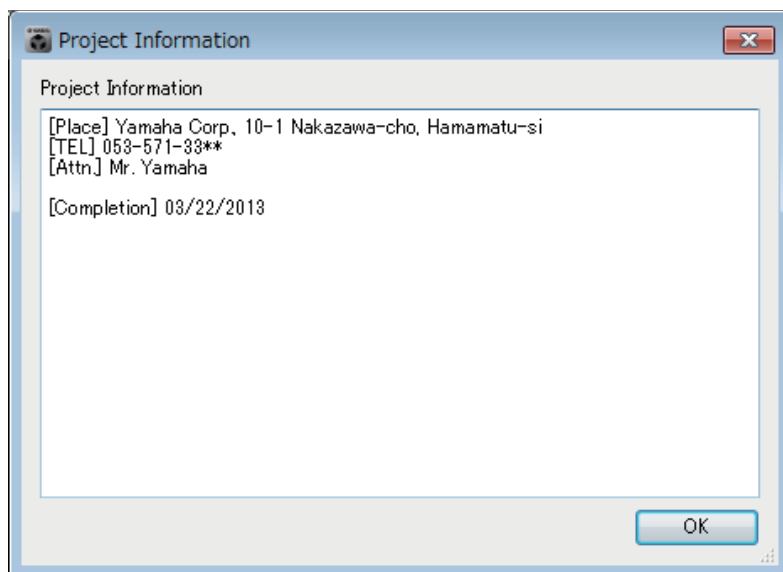 Project Information
Project Information
[Place] Yamaha Corp, 10-1 Nakazawa-cho, Hamamatu-si
[TEL] 053-571-33**
[Attn.] Mr. Yamaha
[Completion] 03/22/2013
OK